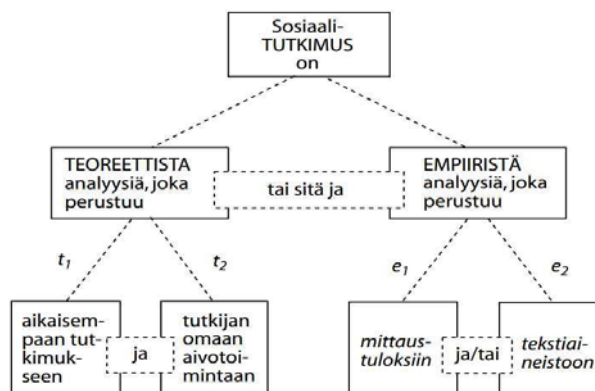 Sosiaali-
TUTKIMUS
on
TEOREETTISTA
analyysiä, joka
perustuu
tai sitä ja
EMPIIRISTÄ
analyysiä, joka
perustuu
t1
t2
e1
e2
aikaisem-
paan tut-
kimuk-
seen
ja
tutkijan
omaan
aivotoi-
mintaan
mittaus-
tuloksiin
ja/tai
tekstiai-
neistoon